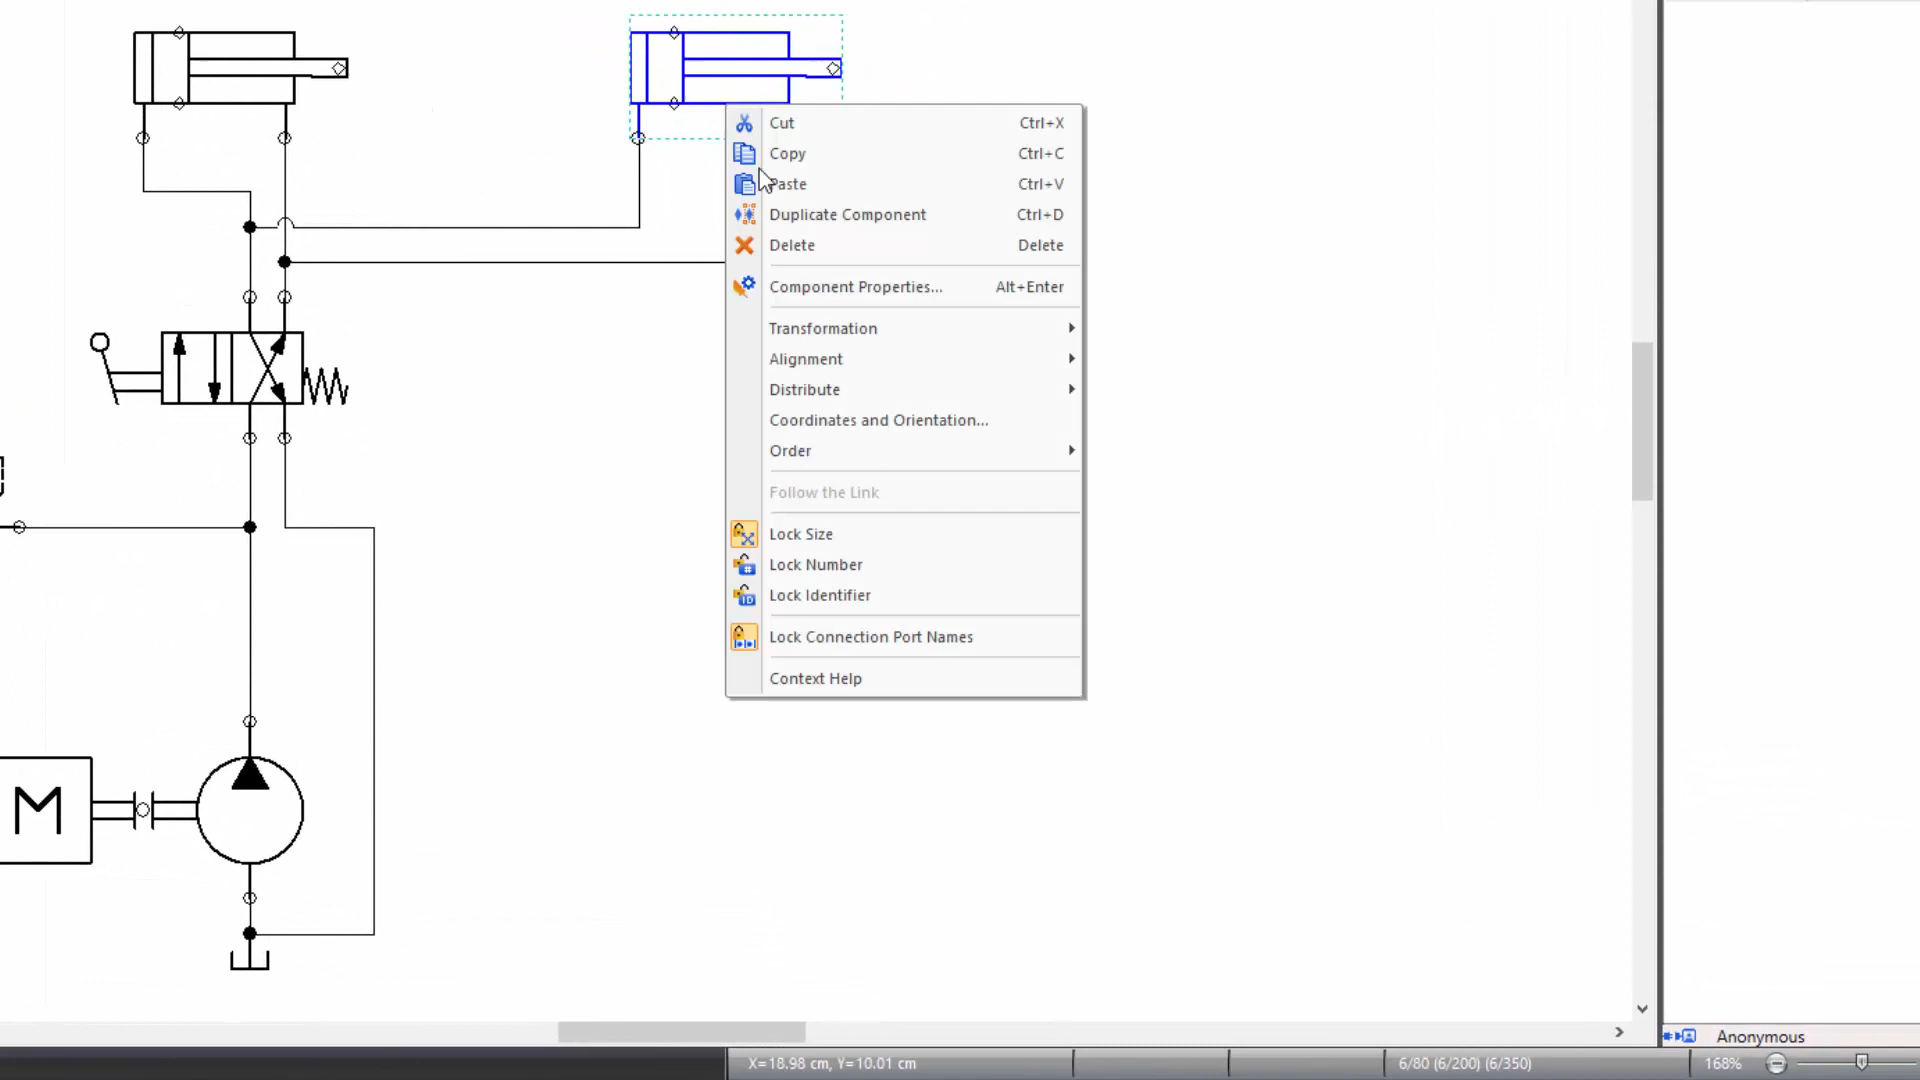 Cut Ctrl+X
Copy Ctrl+C
Paste Ctrl+V
Duplicate Component Ctrl+D
Delete Delete
Component Properties... Alt+Enter
Transformation
Alignment
Distribute
Coordinates and Orientation...
Order
Follow the Link
Lock Size
Lock Number
Lock Identifier
Lock Connection Port Names
Context Help
M
Anonymous
X=18.98 cm, Y=10.01 cm 6/80 (6/200) (6/350) 168%